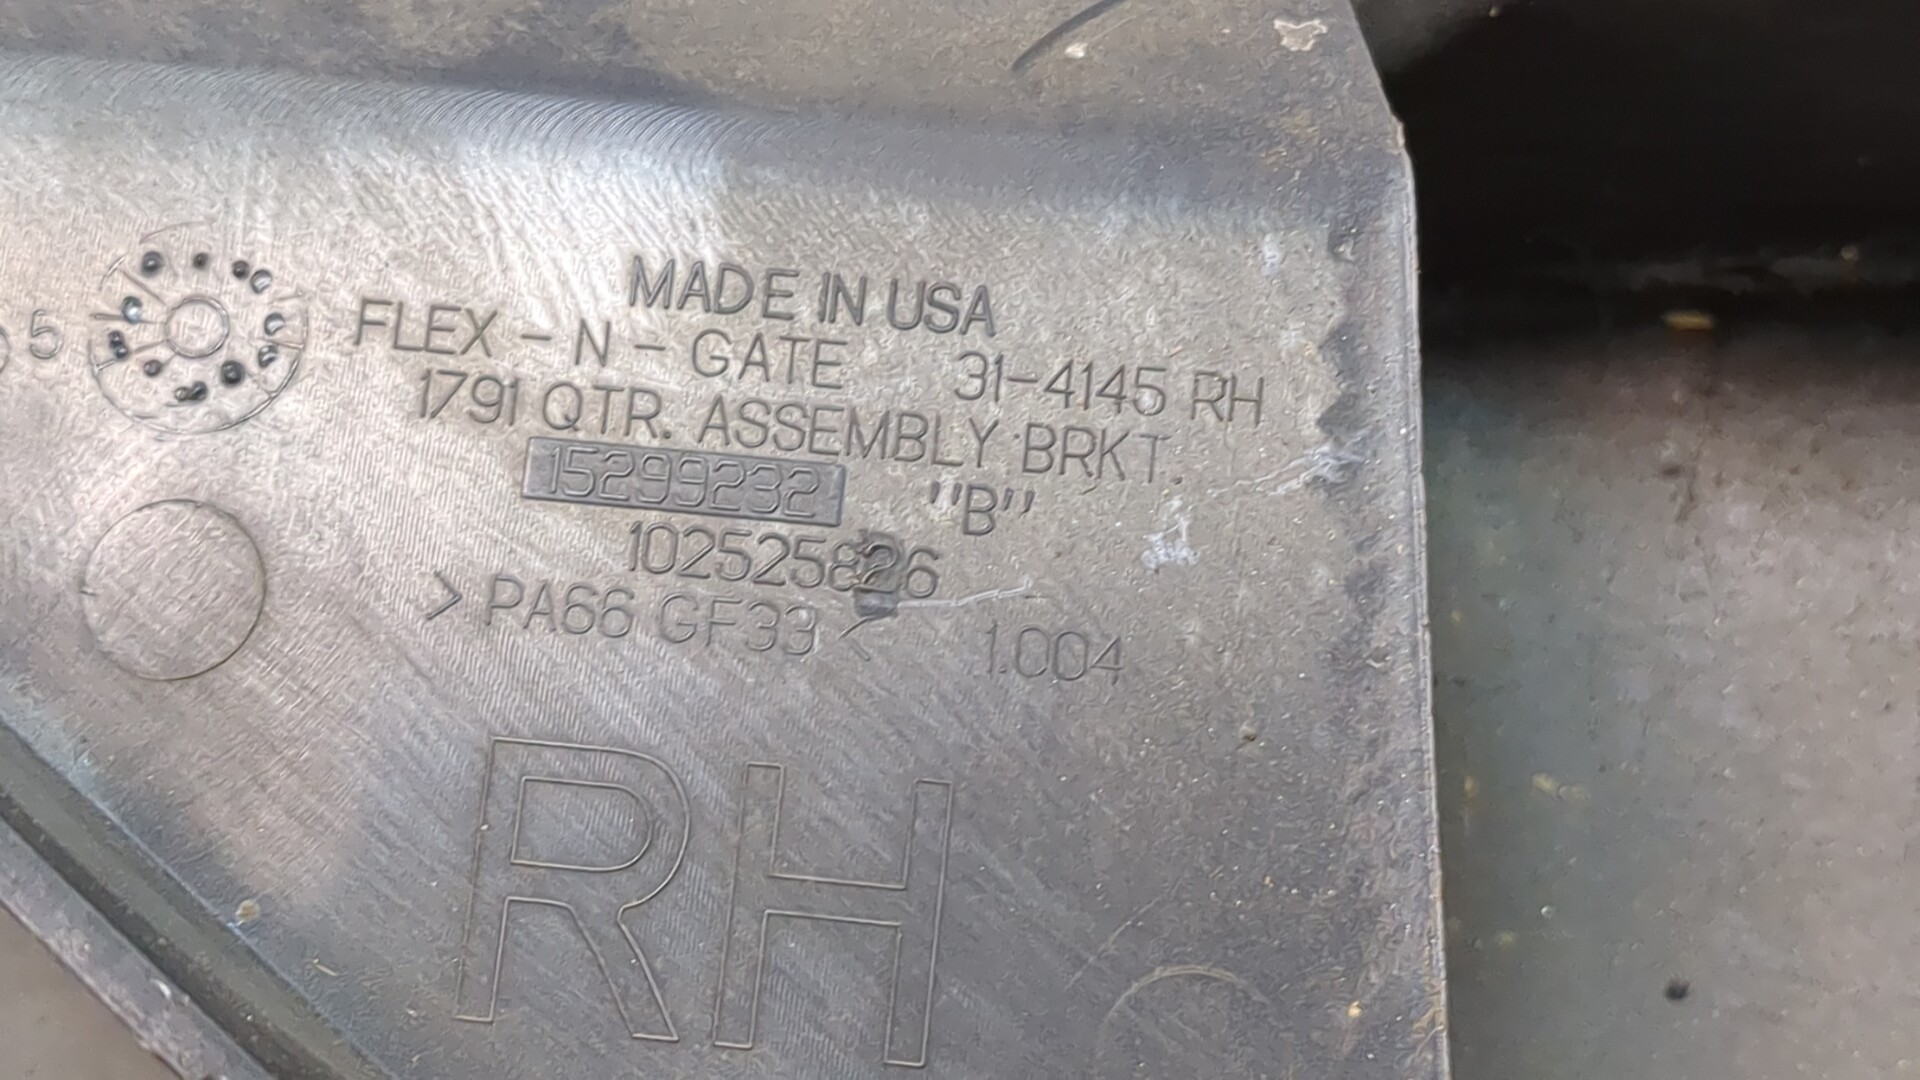 MADE IN USA
FLEX - N - GATE 31-4145 RH
1791 QTR. ASSEMBLY BRKT.
15299232 "B"
102525826
>PA66 GF33< 1.004
5
RH